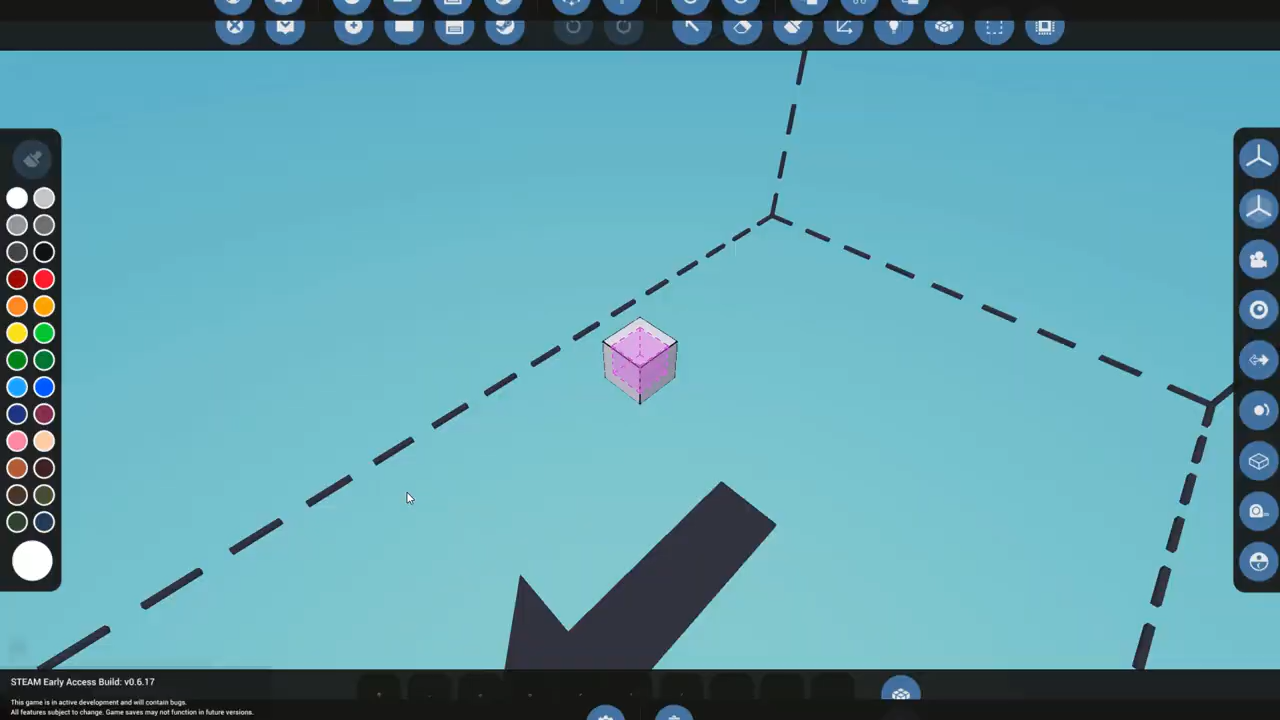 STEAM Early Access Build: v0.6.17
This game is in active development and will contain bugs.
All features subject to change. Game saves may not function in future versions.